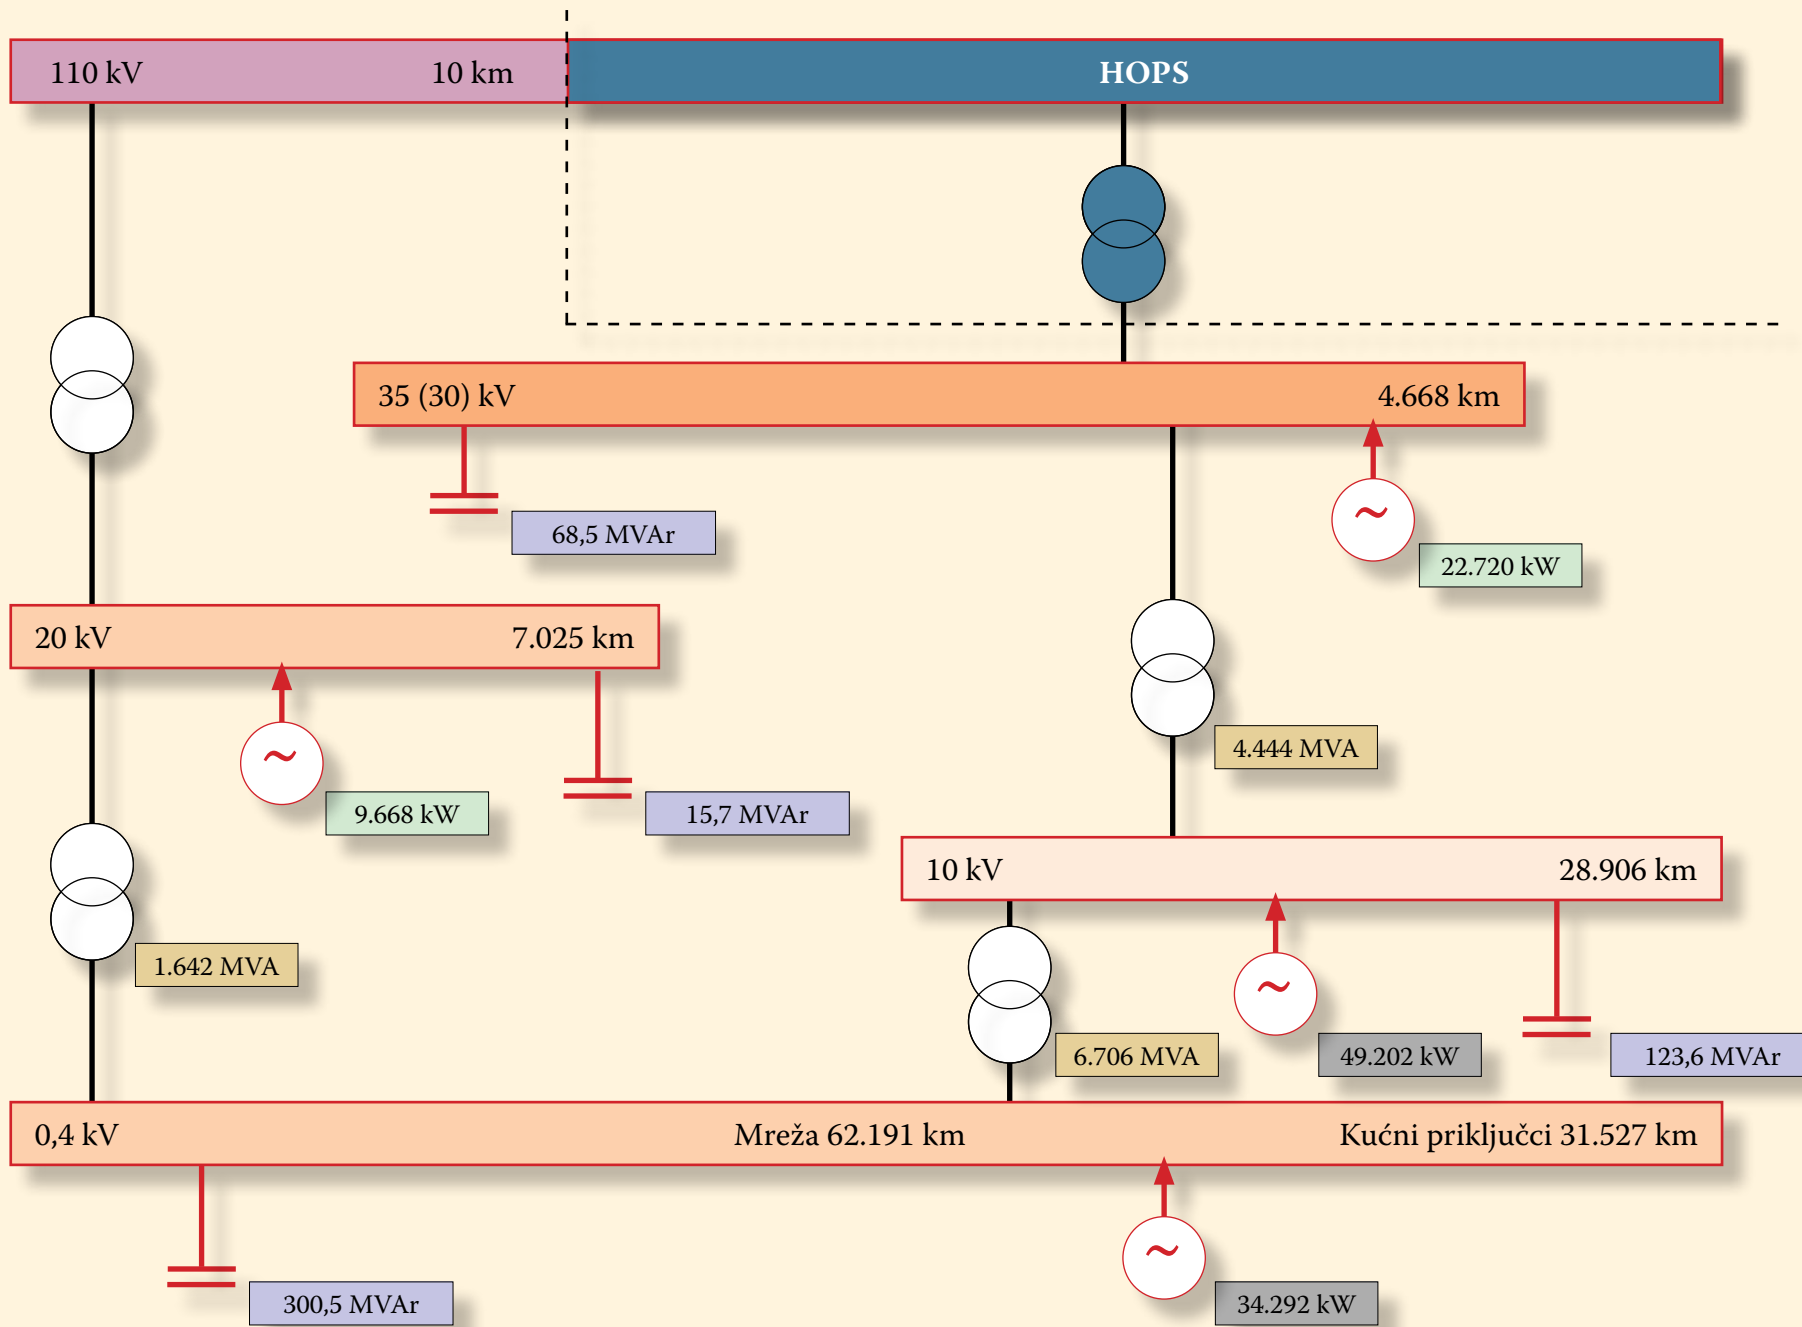 110 kV 10 km HOPS
35 (30) kV 4.668 km
68,5 MVAr
22.720 kW
20 kV 7.025 km
4.444 MVA
9.668 kW
15,7 MVAr
10 kV 28.906 km
1.642 MVA
6.706 MVA
49.202 kW
123,6 MVAr
0,4 kV Mreža 62.191 km Kućni priključci 31.527 km
300,5 MVAr
34.292 kW
~
~
~
~